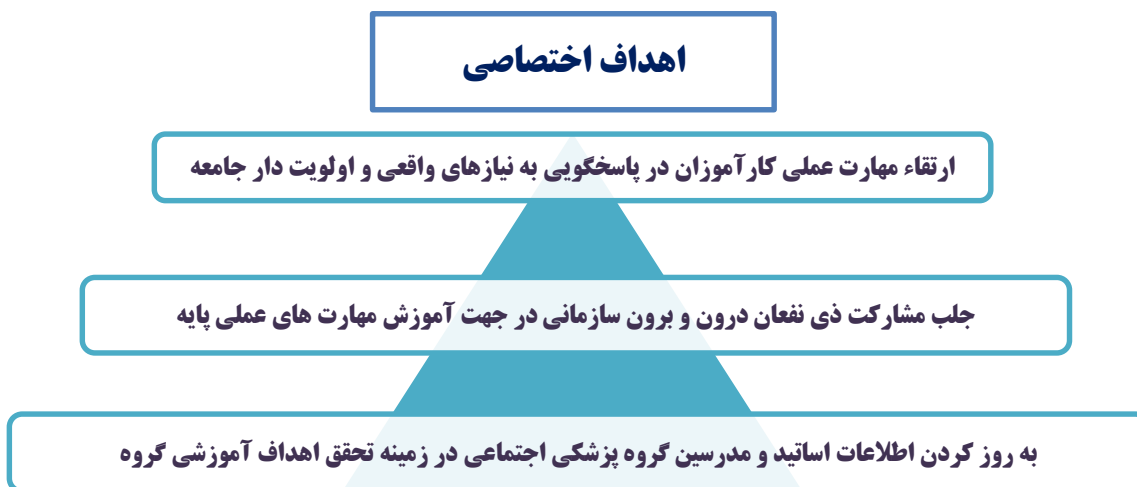 اهداف اختصاصی
ارتقاء مهارت عملی کارآموزان در پاسخگویی به نیازهای واقعی و اولویت دار جامعه
جلب مشارکت ذی نفعان درون و برون سازمانی در جهت آموزش مهارت های عملی پایه
به روز کردن اطلاعات اساتید و مدرسین گروه پزشکی اجتماعی در زمینه تحقق اهداف آموزشی گروه